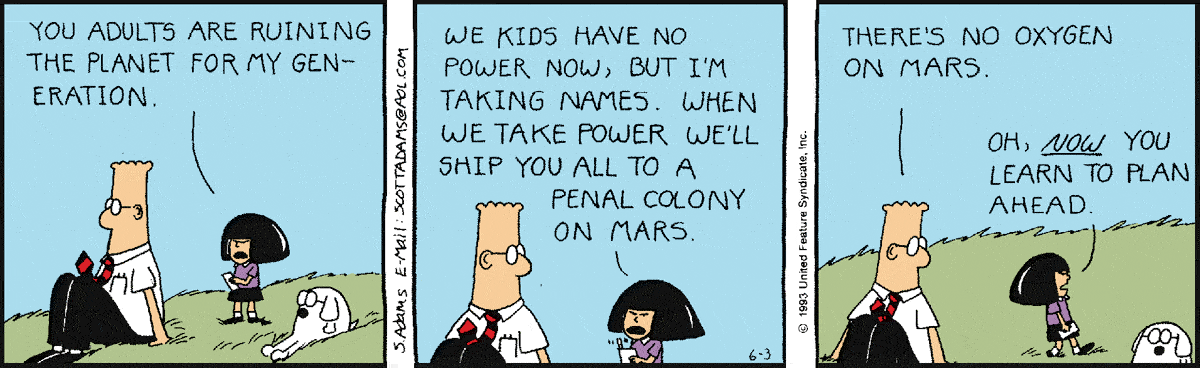 YOU ADULTS ARE RUINING
THE PLANET FOR MY GEN-
ERATION.
S.ADAMS E-MAIL: SCOTTADAMS@AOL.COM
WE KIDS HAVE NO
POWER NOW, BUT I'M
TAKING NAMES. WHEN
WE TAKE POWER WE'LL
SHIP YOU ALL TO A
PENAL COLONY
ON MARS.
6-3
© 1993 United Feature Syndicate, Inc.
THERE'S NO OXYGEN
ON MARS.
OH, NOW YOU
LEARN TO PLAN
AHEAD.